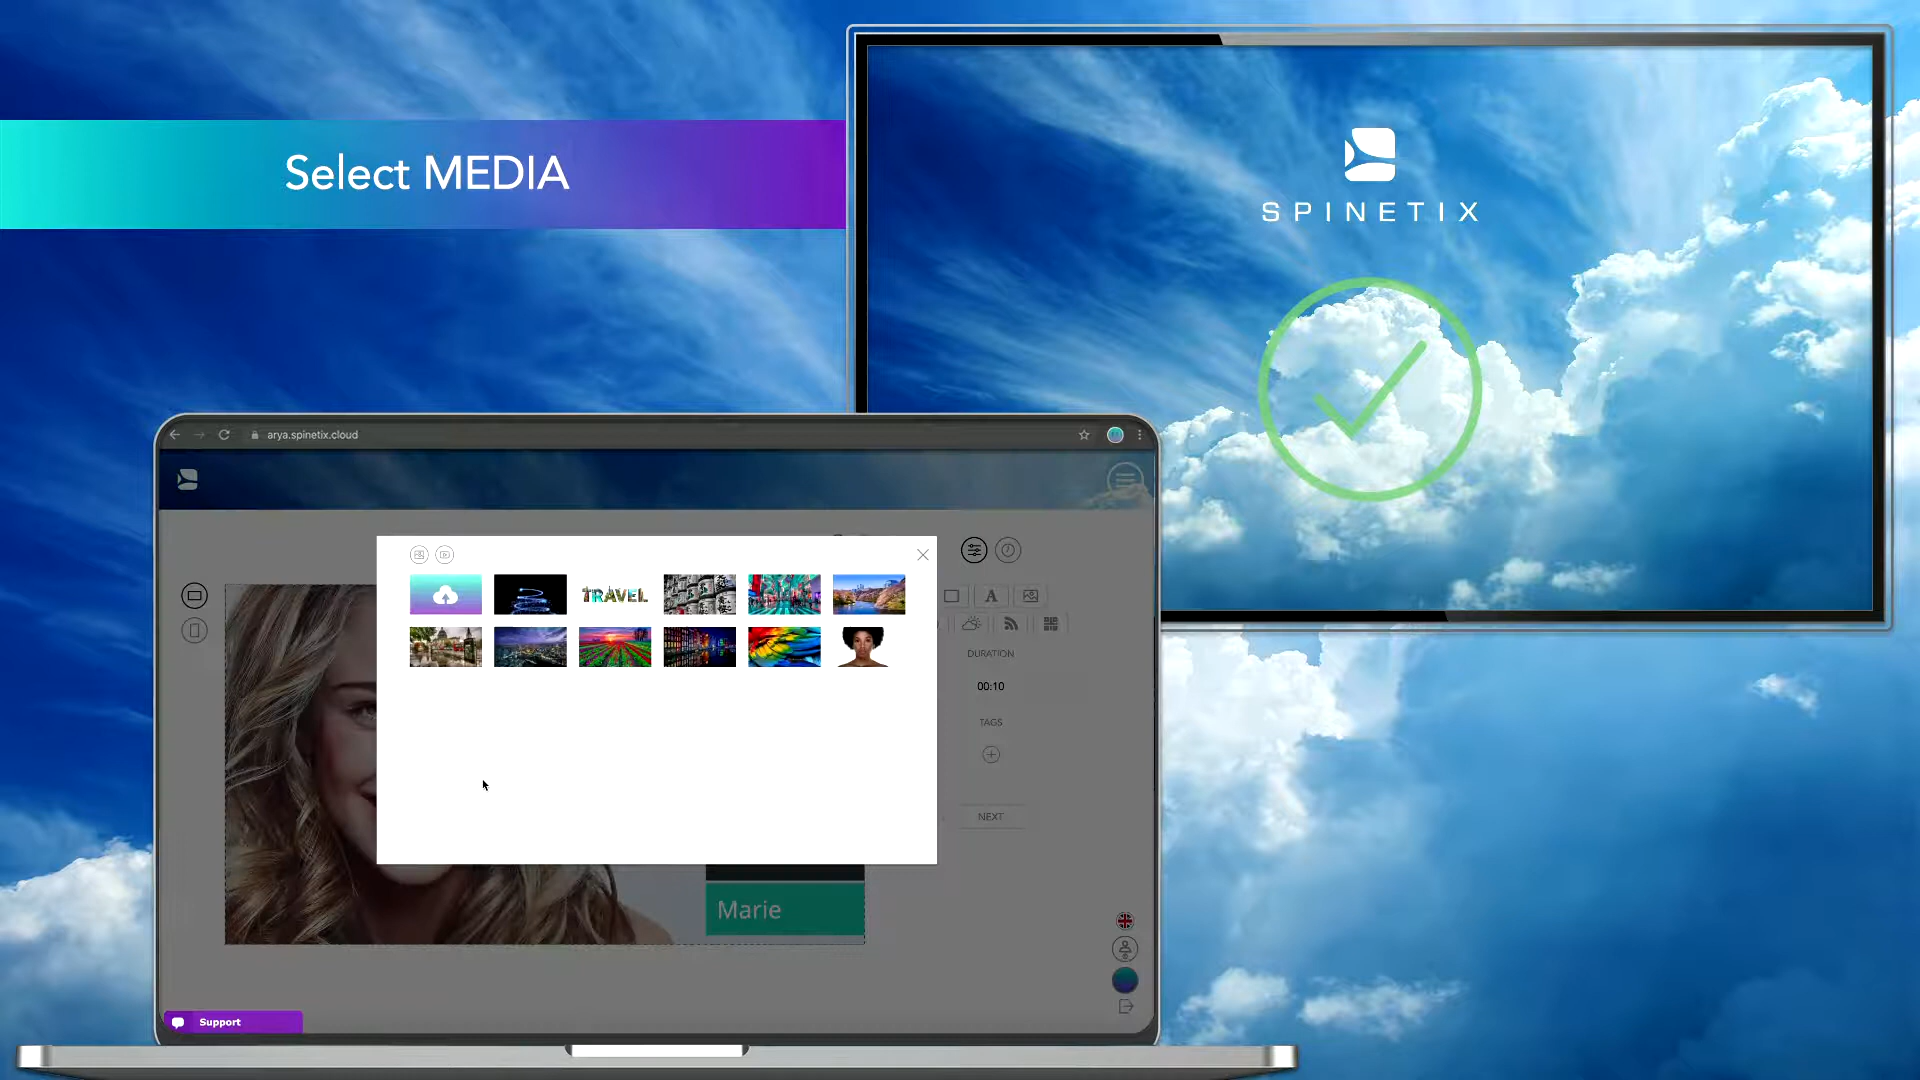 Select MEDIA
SPINETIX
arya.spinetix.cloud
TRAVEL
A
DURATION
00:10
TAGS
NEXT
Marie
Support